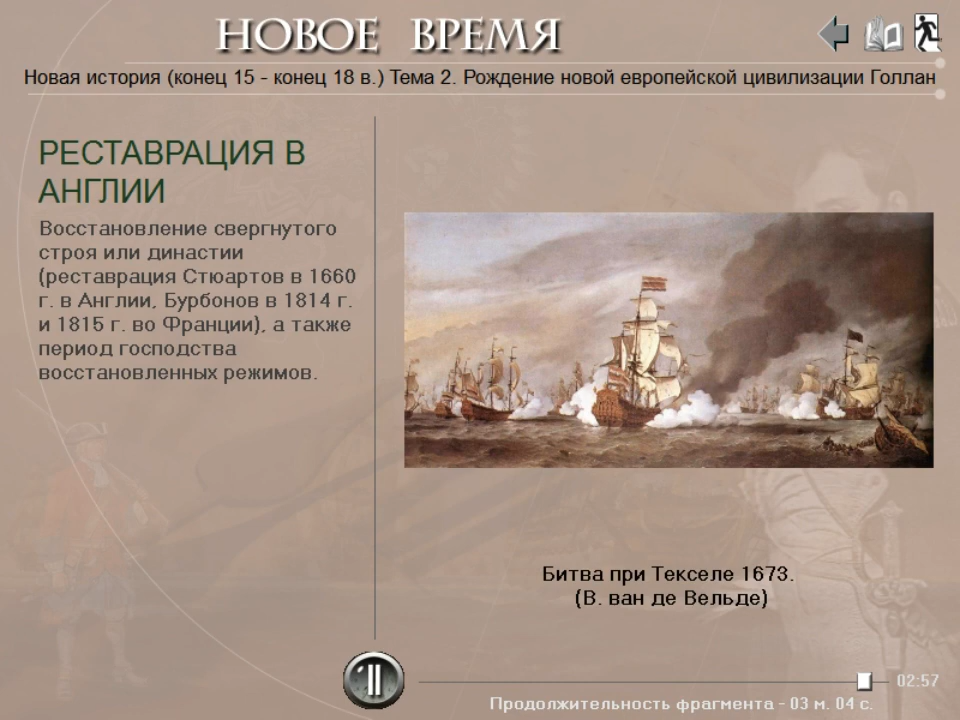 НОВОЕ ВРЕМЯ
Новая история (конец 15 - конец 18 в.) Тема 2. Рождение новой европейской цивилизации Голлан
РЕСТАВРАЦИЯ В
АНГЛИИ
Восстановление свергнутого
строя или династии
(реставрация Стюартов в 1660
г. в Англии, Бурбонов в 1814 г.
и 1815 г. во Франции), а также
период господства
восстановленных режимов.
Битва при Текселе 1673.
(В. ван де Вельде)
02:57
Продолжительность фрагмента - 03 м. 04 с.